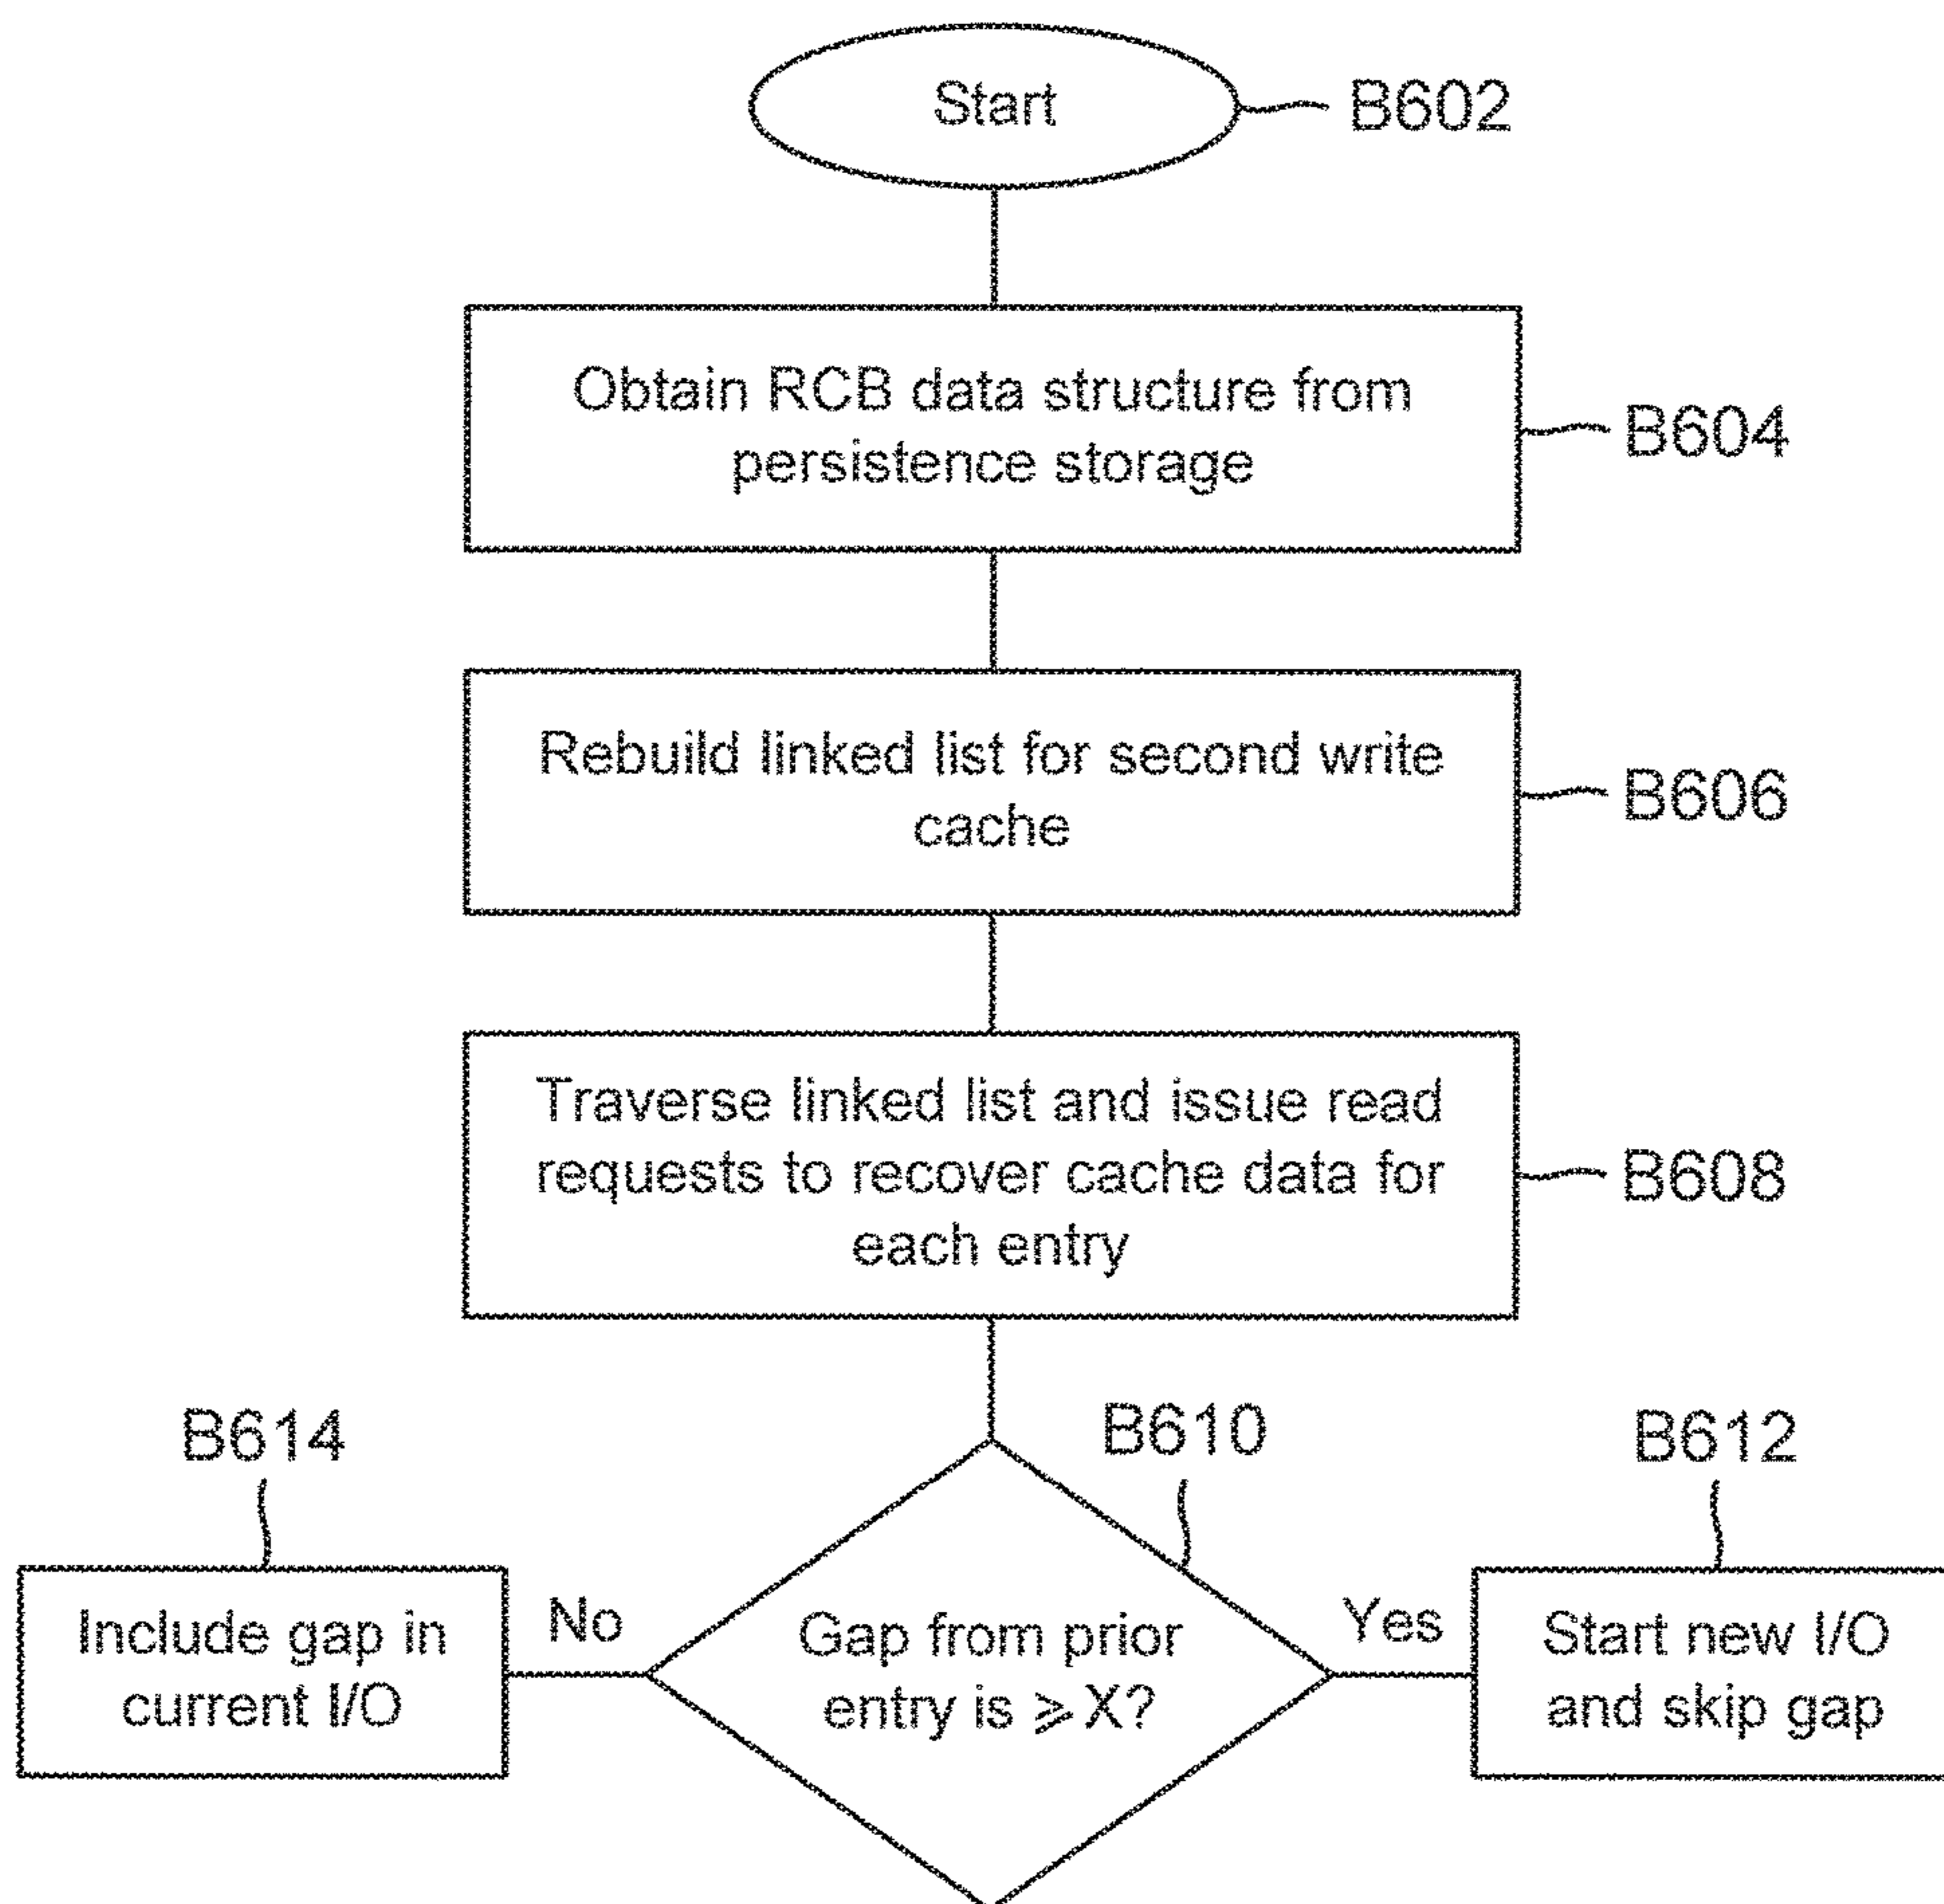 Start
B602
Obtain RCB data structure from
persistence storage
B604
Rebuild linked list for second write
cache
B606
Traverse linked list and issue read
requests to recover cache data for
each entry
B608
B614
B610
B612
Include gap in
current I/O
No
Gap from prior
entry is ⩾ X?
Yes
Start new I/O
and skip gap